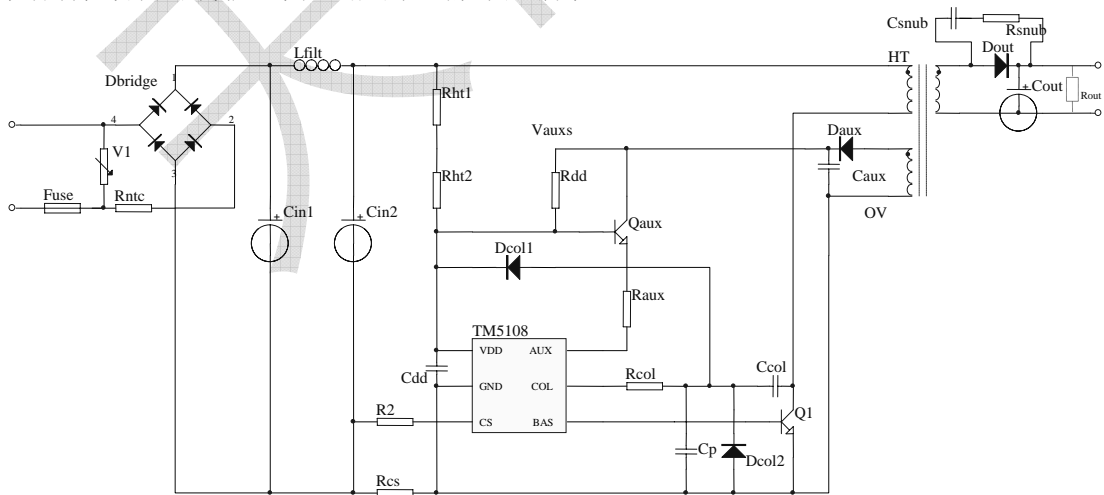 Csnub
Rsnub
Lfilt
HT
Dout
Dbridge
1
Cout
Rout
Rht1
4
2
Vauxs
Daux
V1
3
Rht2
Rdd
Caux
Fuse
Rntc
Cin1
Cin2
Qaux
OV
Dcol1
Raux
TM5108
VDD
AUX
Cdd
GND
COL
Rcol
Ccol
R2
CS
BAS
Q1
Cp
Dcol2
Rcs